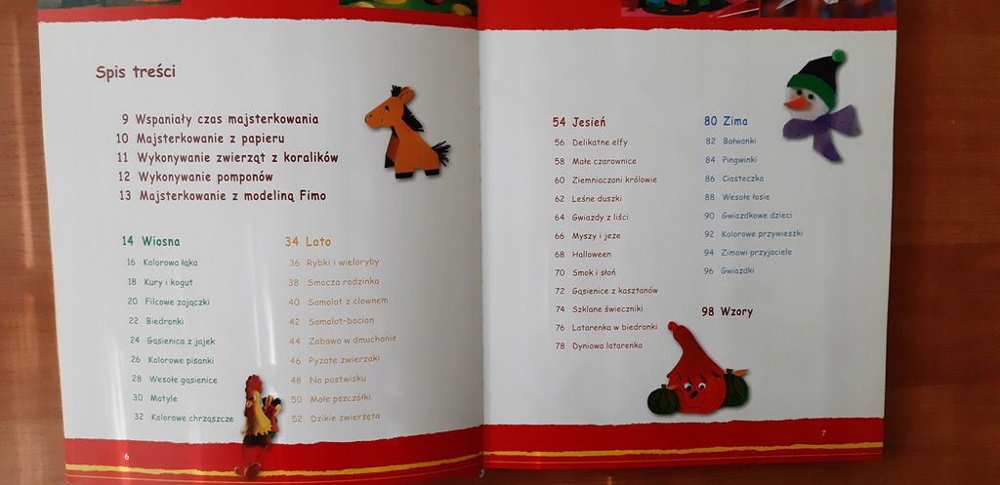 Spis treści
9 Wspaniały czas majsterkowania
10 Majsterkowanie z papieru
11 Wykonywanie zwierząt z koralików
12 Wykonywanie pomponów
13 Majsterkowanie z modeliną Fimo
14 Wiosna
16 Kolorowa łąka
18 Kury i kogut
20 Filcowe zajączki
22 Biedronki
24 Gąsienica z jajek
26 Kolorowe pisanki
28 Wesołe gąsienice
30 Motyle
32 Kolorowe chrząszcze
34 Lato
36 Rybki i wieloryby
38 Smocza rodzinka
40 Samolot z clownem
42 Samolot-bocian
44 Zabawa w dmuchanie
46 Pyzate zwierzaki
48 Na pastwisku
50 Małe pszczółki
52 Dzikie zwierzęta
6
54 Jesień
56 Delikatne elfy
58 Małe czarownice
60 Ziemniaczani królowie
62 Leśne duszki
64 Gwiazdy z liści
66 Myszy i jeże
68 Halloween
70 Smok i słoń
72 Gąsienice z kasztanów
74 Szklane świeczniki
76 Latarenka w biedronki
78 Dyniowa latarenka
80 Zima
82 Bałwanki
84 Pingwinki
86 Ciasteczka
88 Wesołe łosie
90 Gwiazdkowe dzieci
92 Kolorowe przywieszki
94 Zimowi przyjaciele
96 Gwiazdki
98 Wzory
7